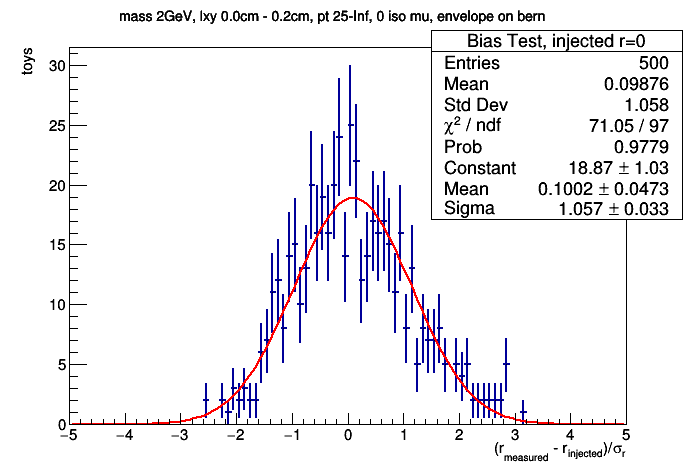 mass 2GeV, lxy 0.0cm - 0.2cm, pt 25-Inf, 0 iso mu, envelope on bern
Bias Test, injected r=0
Entries 500
Mean 0.09876
Std Dev 1.058
χ² / ndf 71.05 / 97
Prob 0.9779
Constant 18.87 ± 1.03
Mean 0.1002 ± 0.0473
Sigma 1.057 ± 0.033
toys
30
25
20
15
10
5
0
−5 −4 −3 −2 −1 0 1 2 3 4 5
(r_measured - r_injected)/σ_r